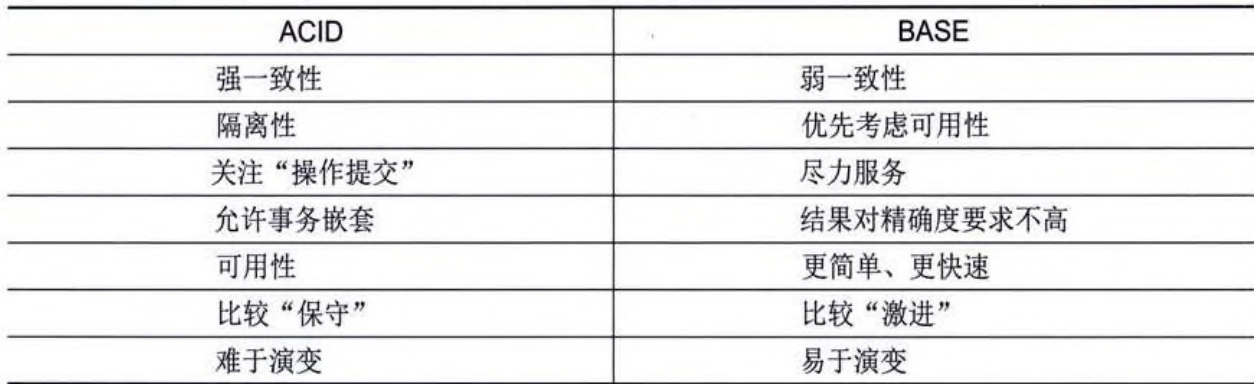 ACID BASE
强一致性 弱一致性
隔离性 优先考虑可用性
关注“操作提交” 尽力服务
允许事务嵌套 结果对精确度要求不高
可用性 更简单、更快速
比较“保守” 比较“激进”
难于演变 易于演变